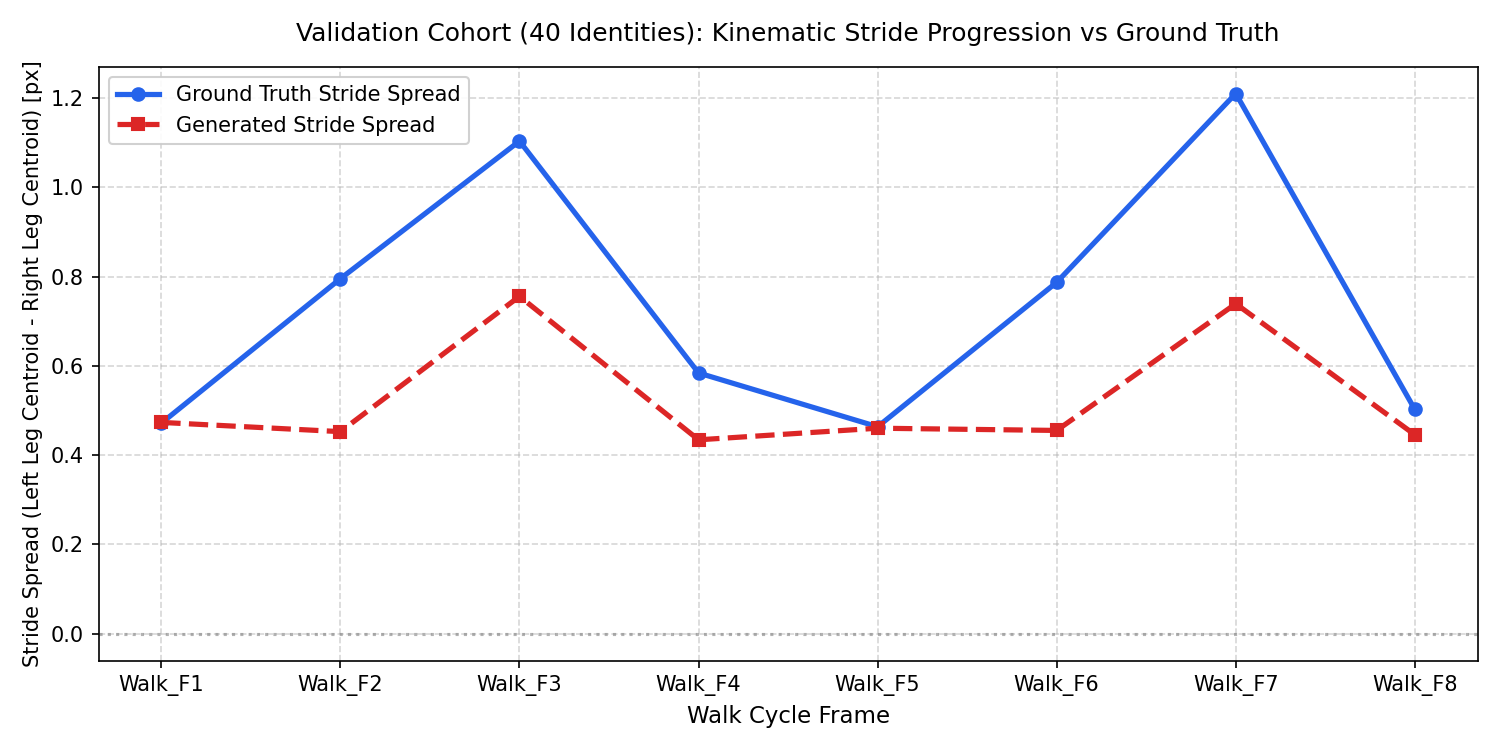 Validation Cohort (40 Identities): Kinematic Stride Progression vs Ground Truth
Stride Spread (Left Leg Centroid - Right Leg Centroid) [px]
Ground Truth Stride Spread
Generated Stride Spread
1.2
1.0
0.8
0.6
0.4
0.2
0.0
Walk_F1 Walk_F2 Walk_F3 Walk_F4 Walk_F5 Walk_F6 Walk_F7 Walk_F8
Walk Cycle Frame